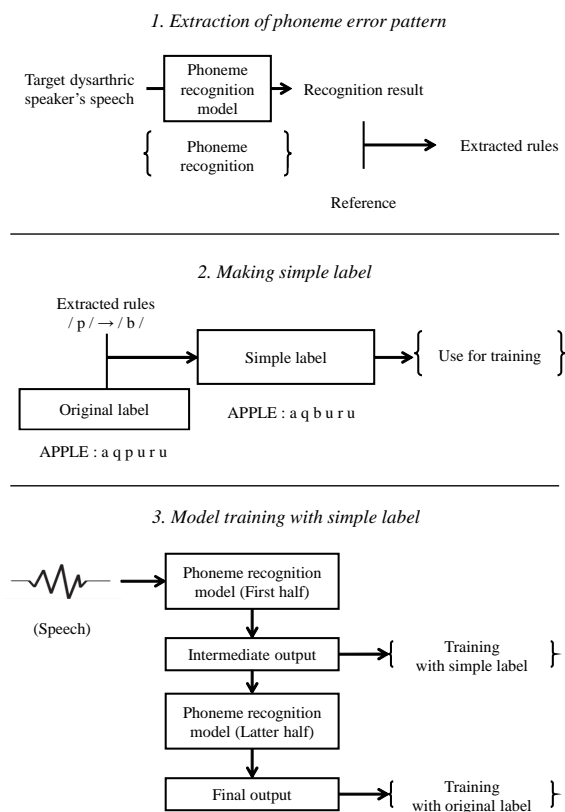 1. Extraction of phoneme error pattern
Target dysarthric
speaker's speech
Phoneme
recognition
model
Recognition result
Phoneme
recognition
Extracted rules
Reference
2. Making simple label
Extracted rules
/ p / → / b /
Simple label
Use for training
Original label
APPLE : a q b u r u
APPLE : a q p u r u
3. Model training with simple label
Phoneme recognition
model (First half)
(Speech)
Intermediate output
Training
with simple label
Phoneme recognition
model (Latter half)
Final output
Training
with original label